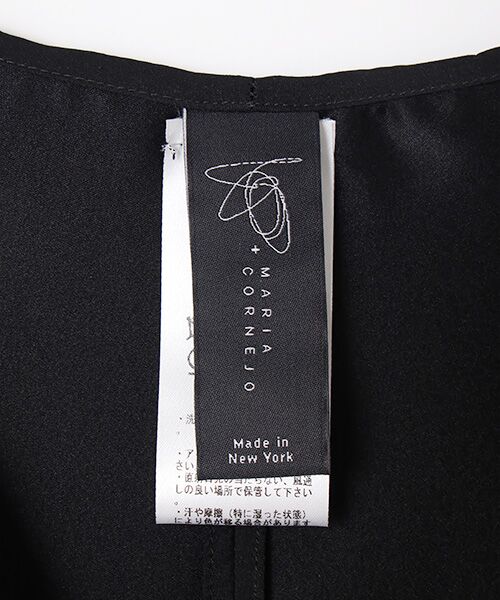 + MARIA
CORNEJO
Made in
New York
・洗
・ア
さい
しの良い場所で保管して下さい
。
・汗や摩擦（特に湿った状態）
により色が移る場合があります